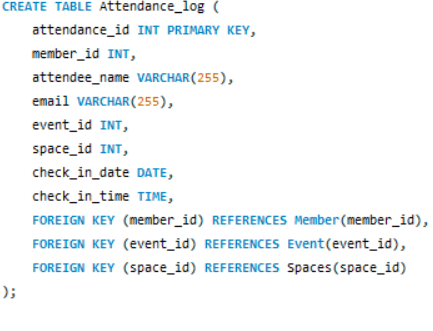 CREATE TABLE Attendance_log (
    attendance_id INT PRIMARY KEY,
    member_id INT,
    attendee_name VARCHAR(255),
    email VARCHAR(255),
    event_id INT,
    space_id INT,
    check_in_date DATE,
    check_in_time TIME,
    FOREIGN KEY (member_id) REFERENCES Member(member_id),
    FOREIGN KEY (event_id) REFERENCES Event(event_id),
    FOREIGN KEY (space_id) REFERENCES Spaces(space_id)
);